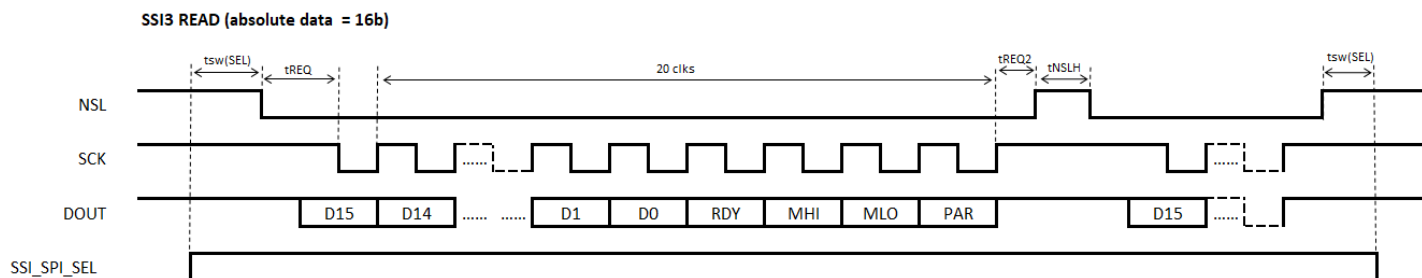 SSI3 READ (absolute data = 16b)
tsw(SEL) tREQ 20 clks tREQ2 tNSLH tsw(SEL)
NSL
SCK ...... ......
DOUT D15 D14 ...... ...... D1 D0 RDY MHI MLO PAR D15 ......
SSI_SPI_SEL